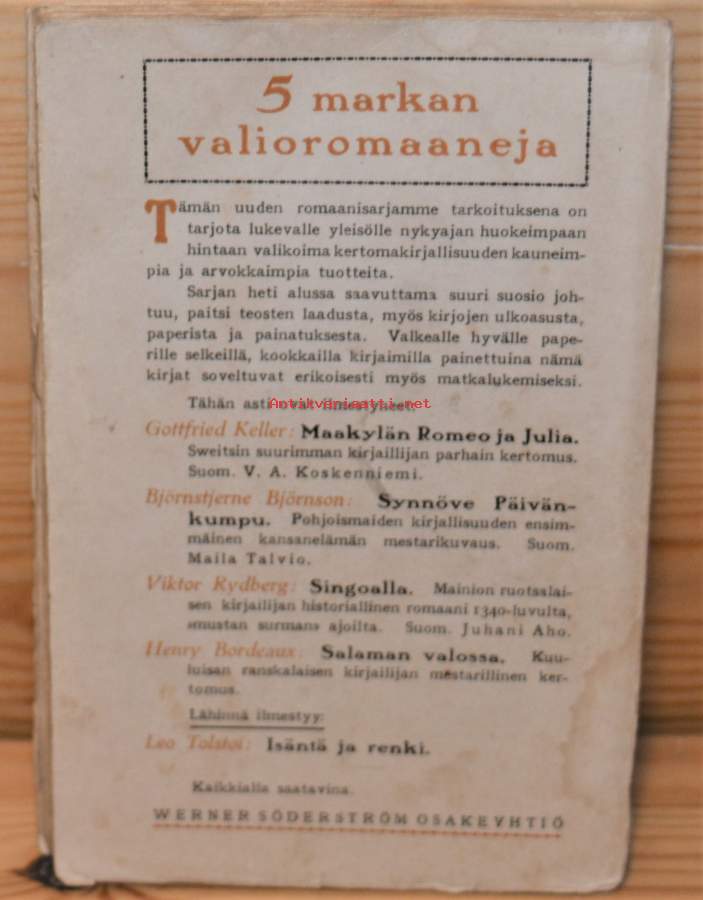 5 markan
valioromaaneja
Tämän uuden romaanisarjamme tarkoituksena on
tarjota lukevalle yleisölle nykyajan huokeimpaan
hintaan valikoima kertomakirjallisuuden kauneim-
pia ja arvokkaimpia tuotteita.
Sarjan heti alussa saavuttama suuri suosio joh-
tuu, paitsi teosten laadusta, myös kirjojen ulkoasusta,
paperista ja painatuksesta. Valkealle hyvälle pape-
rille selkeillä, kookkailla kirjaimilla painettuina nämä
kirjat soveltuvat erikoisesti myös matkalukemiseksi.
Tähän asti ovat ilmestyneet:
Antikvariaatti.net
Gottfried Keller: Maakylän Romeo ja Julia.
Sweitsin suurimman kirjailijan parhain kertomus.
Suom. V. A. Koskenniemi.
Björnstjerne Björnson: Synnöve Päivän-
kumpu. Pohjoismaiden kirjallisuuden ensim-
mäinen kansanelämän mestarikuvaus. Suom.
Maila Talvio.
Viktor Rydberg: Singoalla. Mainion ruotsalai-
sen kirjailijan historiallinen romaani 1340-luvulta,
»mustan surman» ajoilta. Suom. Juhani Aho.
Henry Bordeaux: Salaman valossa. Kuu-
luisan ranskalaisen kirjailijan mestarillinen ker-
tomus.
Lähinnä ilmestyy:
Leo Tolstoi: Isäntä ja renki.
Kaikkialla saatavina.
WERNER SÖDERSTRÖM OSAKEYHTIÖ